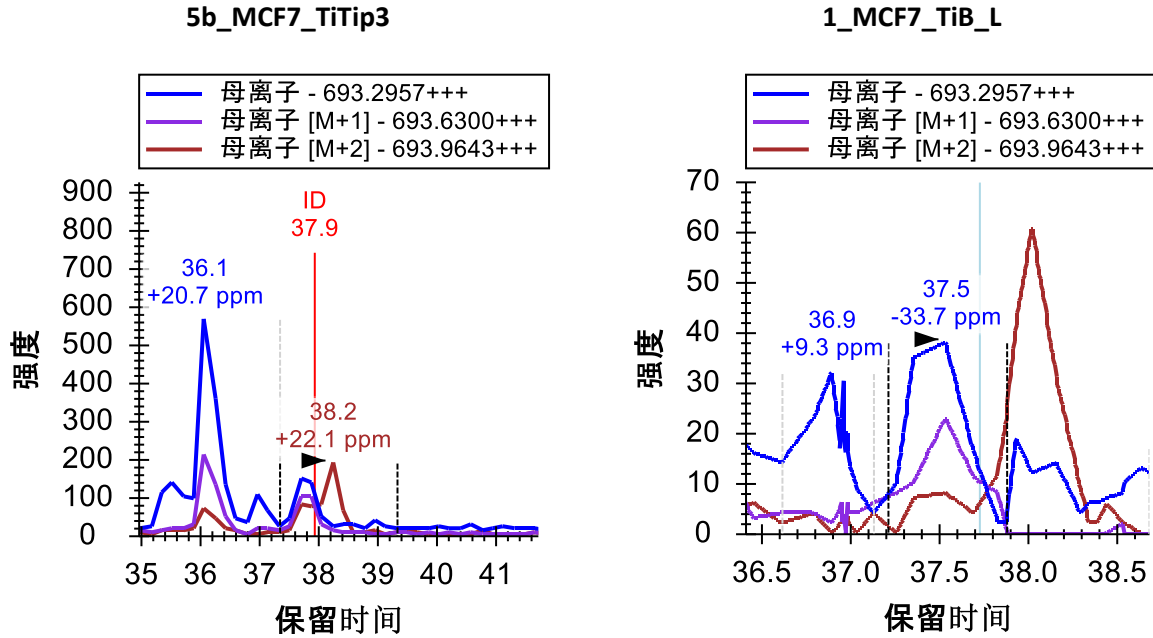 5b_MCF7_TiTip3
母离子 - 693.2957+++
母离子 [M+1] - 693.6300+++
母离子 [M+2] - 693.9643+++
900
800
700
600
500
400
300
200
100
0
强度
ID
37.9
36.1
+20.7 ppm
38.2
+22.1 ppm
35 36 37 38 39 40 41
保留时间
1_MCF7_TiB_L
母离子 - 693.2957+++
母离子 [M+1] - 693.6300+++
母离子 [M+2] - 693.9643+++
70
60
50
40
30
20
10
0
强度
37.5
-33.7 ppm
36.9
+9.3 ppm
36.5 37.0 37.5 38.0 38.5
保留时间